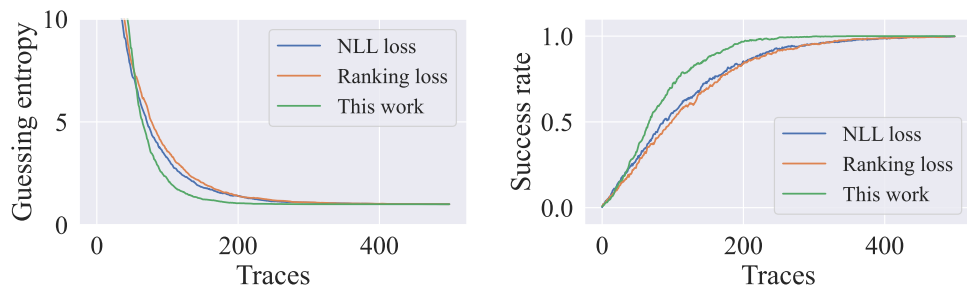 Guessing entropy
10
5
0
0
200
400
Traces
NLL loss
Ranking loss
This work
Success rate
1.0
0.5
0.0
0
200
400
Traces
NLL loss
Ranking loss
This work